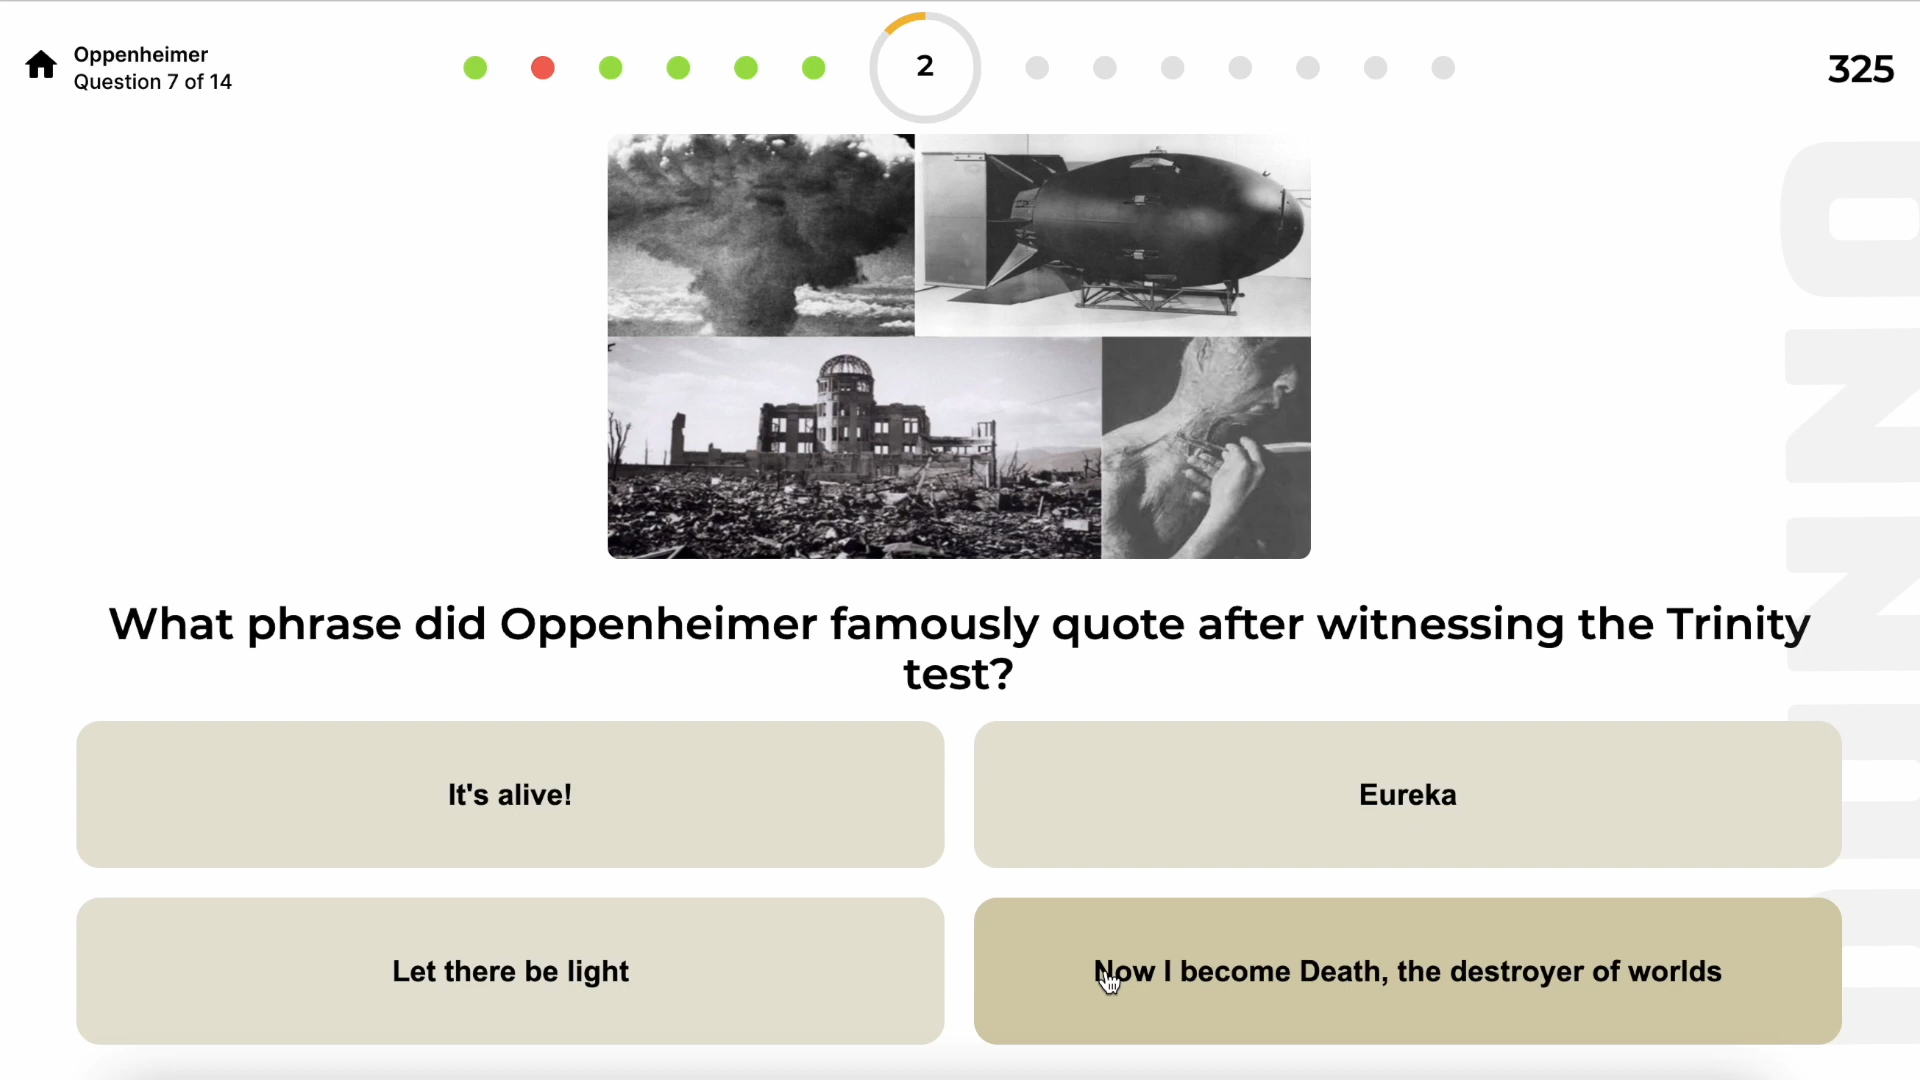 Oppenheimer
Question 7 of 14
2
325
What phrase did Oppenheimer famously quote after witnessing the Trinity
test?
It's alive!
Eureka
Let there be light
Now I become Death, the destroyer of worlds